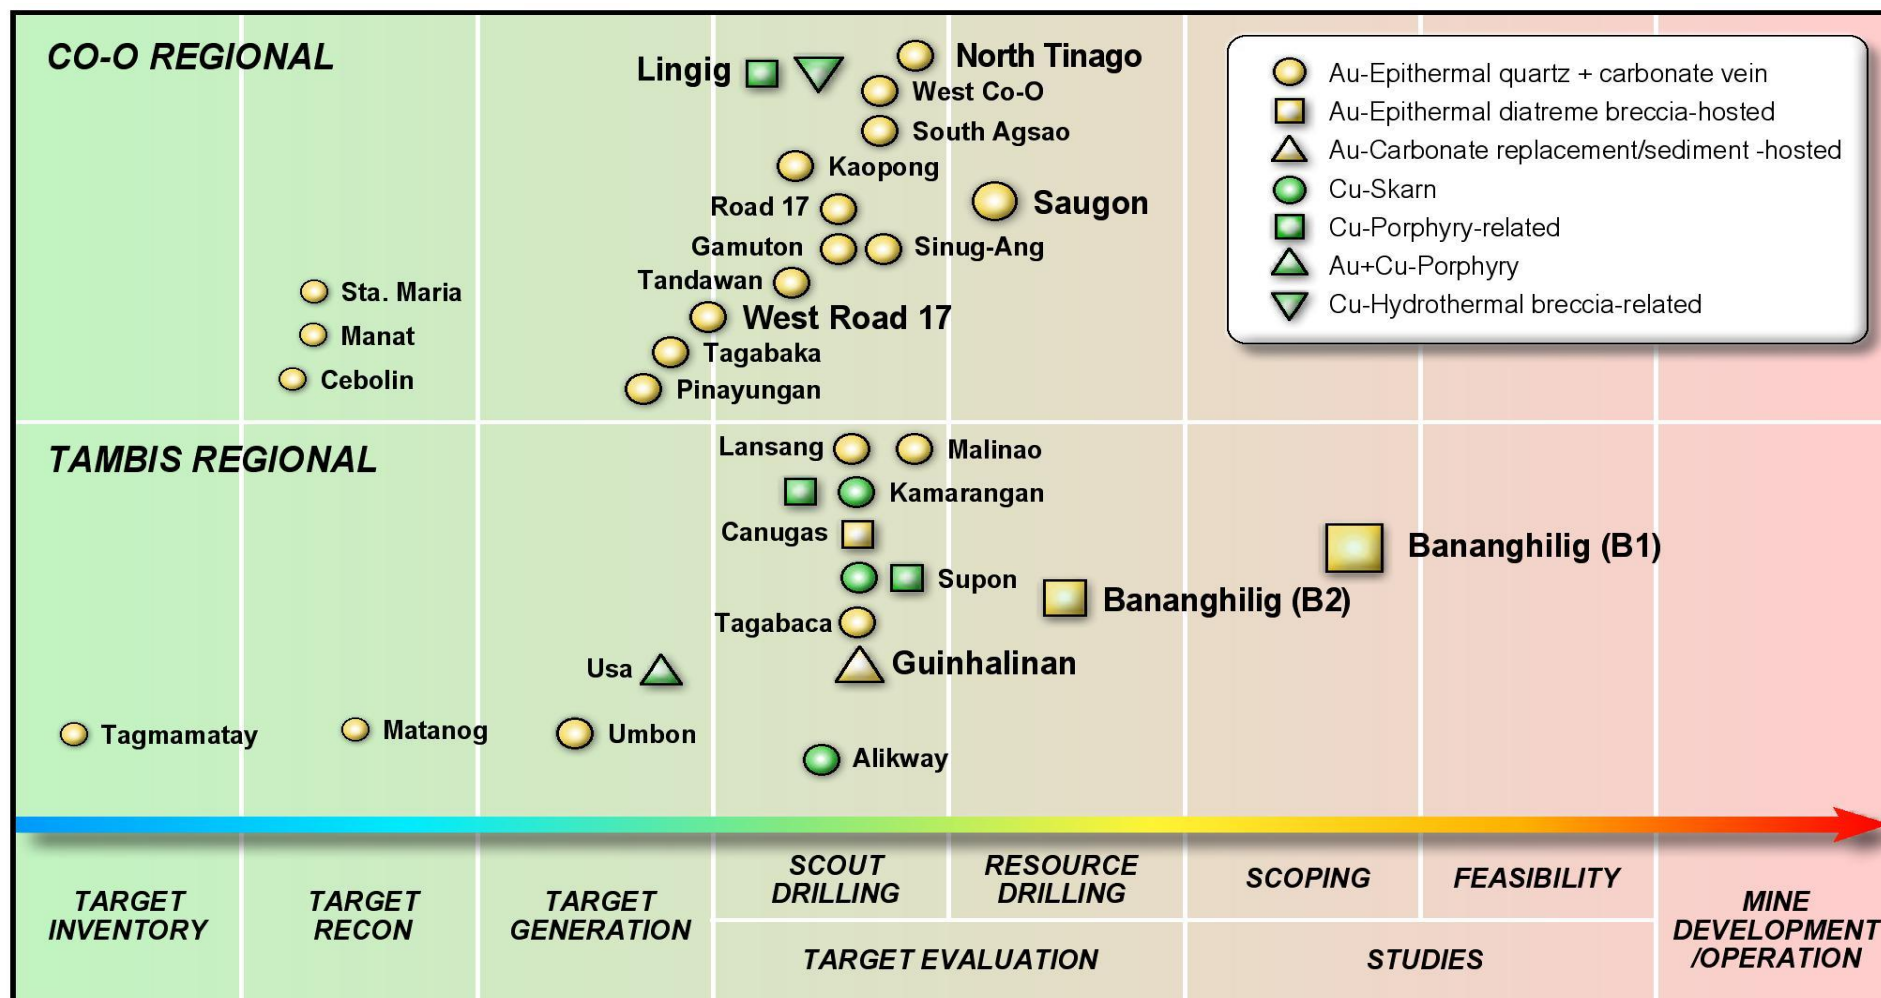 CO-O REGIONAL
Lingig
North Tinago
West Co-O
South Agsao
Kaopong
Road 17
Saugon
Gamuton
Sinug-Ang
Tandawan
Sta. Maria
West Road 17
Manat
Tagabaka
Cebolin
Pinayungan
Au-Epithermal quartz + carbonate vein
Au-Epithermal diatreme breccia-hosted
Au-Carbonate replacement/sediment -hosted
Cu-Skarn
Cu-Porphyry-related
Au+Cu-Porphyry
Cu-Hydrothermal breccia-related
TAMBIS REGIONAL
Lansang
Malinao
Kamarangan
Canugas
Bananghilig (B1)
Supon
Bananghilig (B2)
Tagabaca
Guinhalinan
Usa
Tagmamatay
Matanog
Umbon
Alikway
TARGET
INVENTORY
TARGET
RECON
TARGET
GENERATION
SCOUT
DRILLING
RESOURCE
DRILLING
TARGET EVALUATION
SCOPING
FEASIBILITY
STUDIES
MINE
DEVELOPMENT
/OPERATION